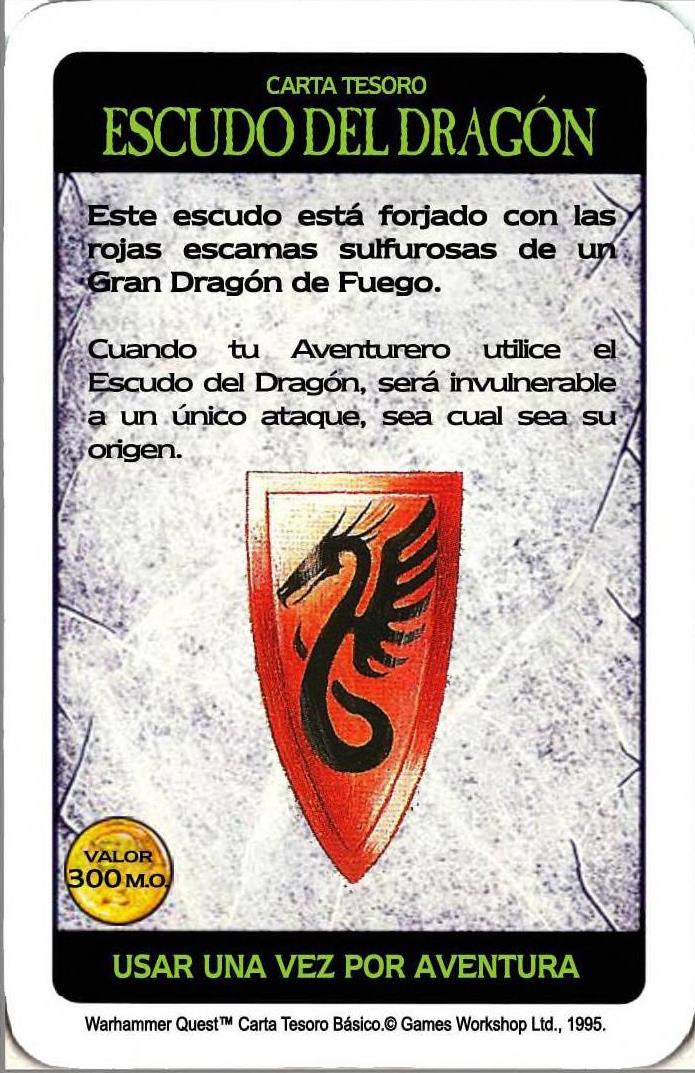 CARTA TESORO
ESCUDO DEL DRAGÓN
Este escudo está forjado con las
rojas escamas sulfurosas de un
Gran Dragón de Fuego.
Cuando tu Aventurero utilice el
Escudo del Dragón, será invulnerable
a un único ataque, sea cual sea su
origen.
VALOR
300 M.O.
USAR UNA VEZ POR AVENTURA
Warhammer Quest™ Carta Tesoro Básico.© Games Workshop Ltd., 1995.